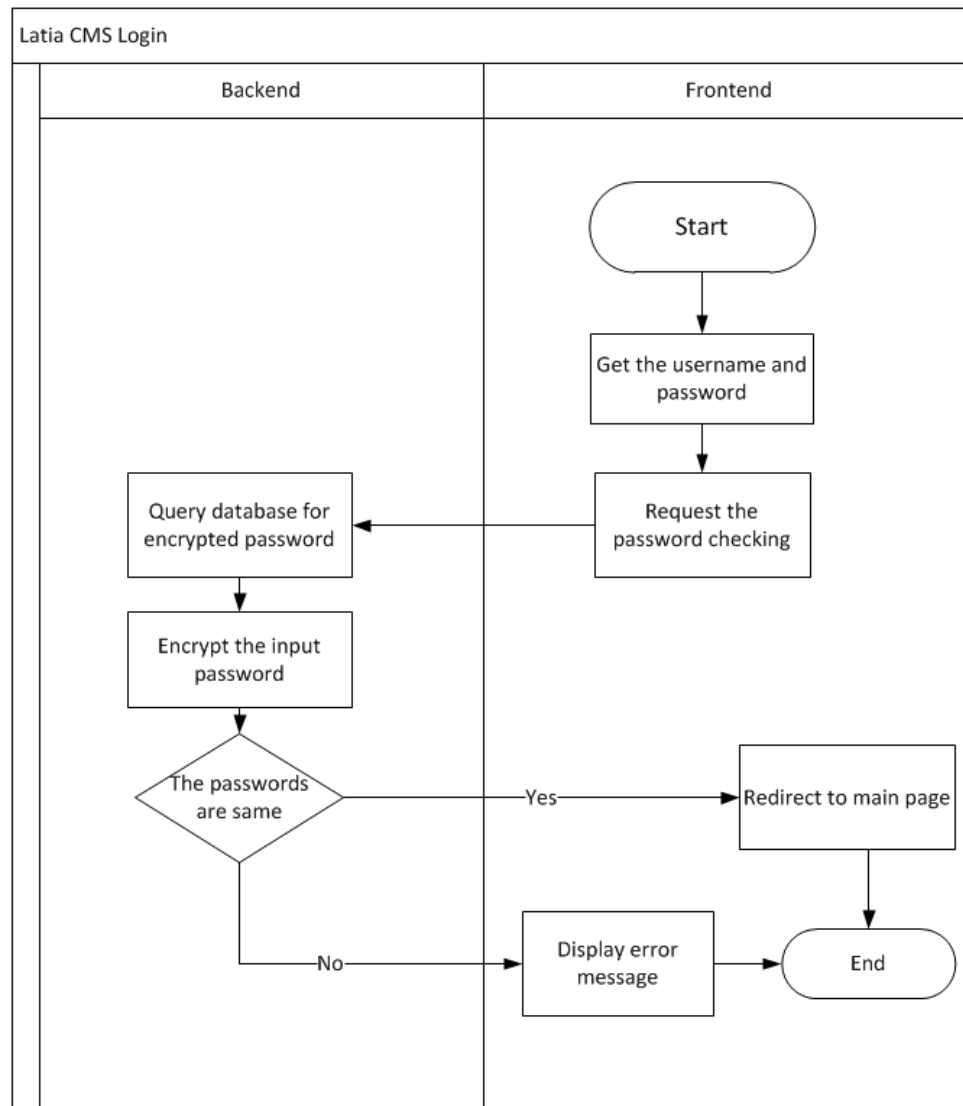 Latia CMS Login
Backend
Frontend
Start
Get the username and
password
Request the
password checking
Query database for
encrypted password
Encrypt the input
password
The passwords
are same
Yes
Redirect to main page
No
Display error
message
End